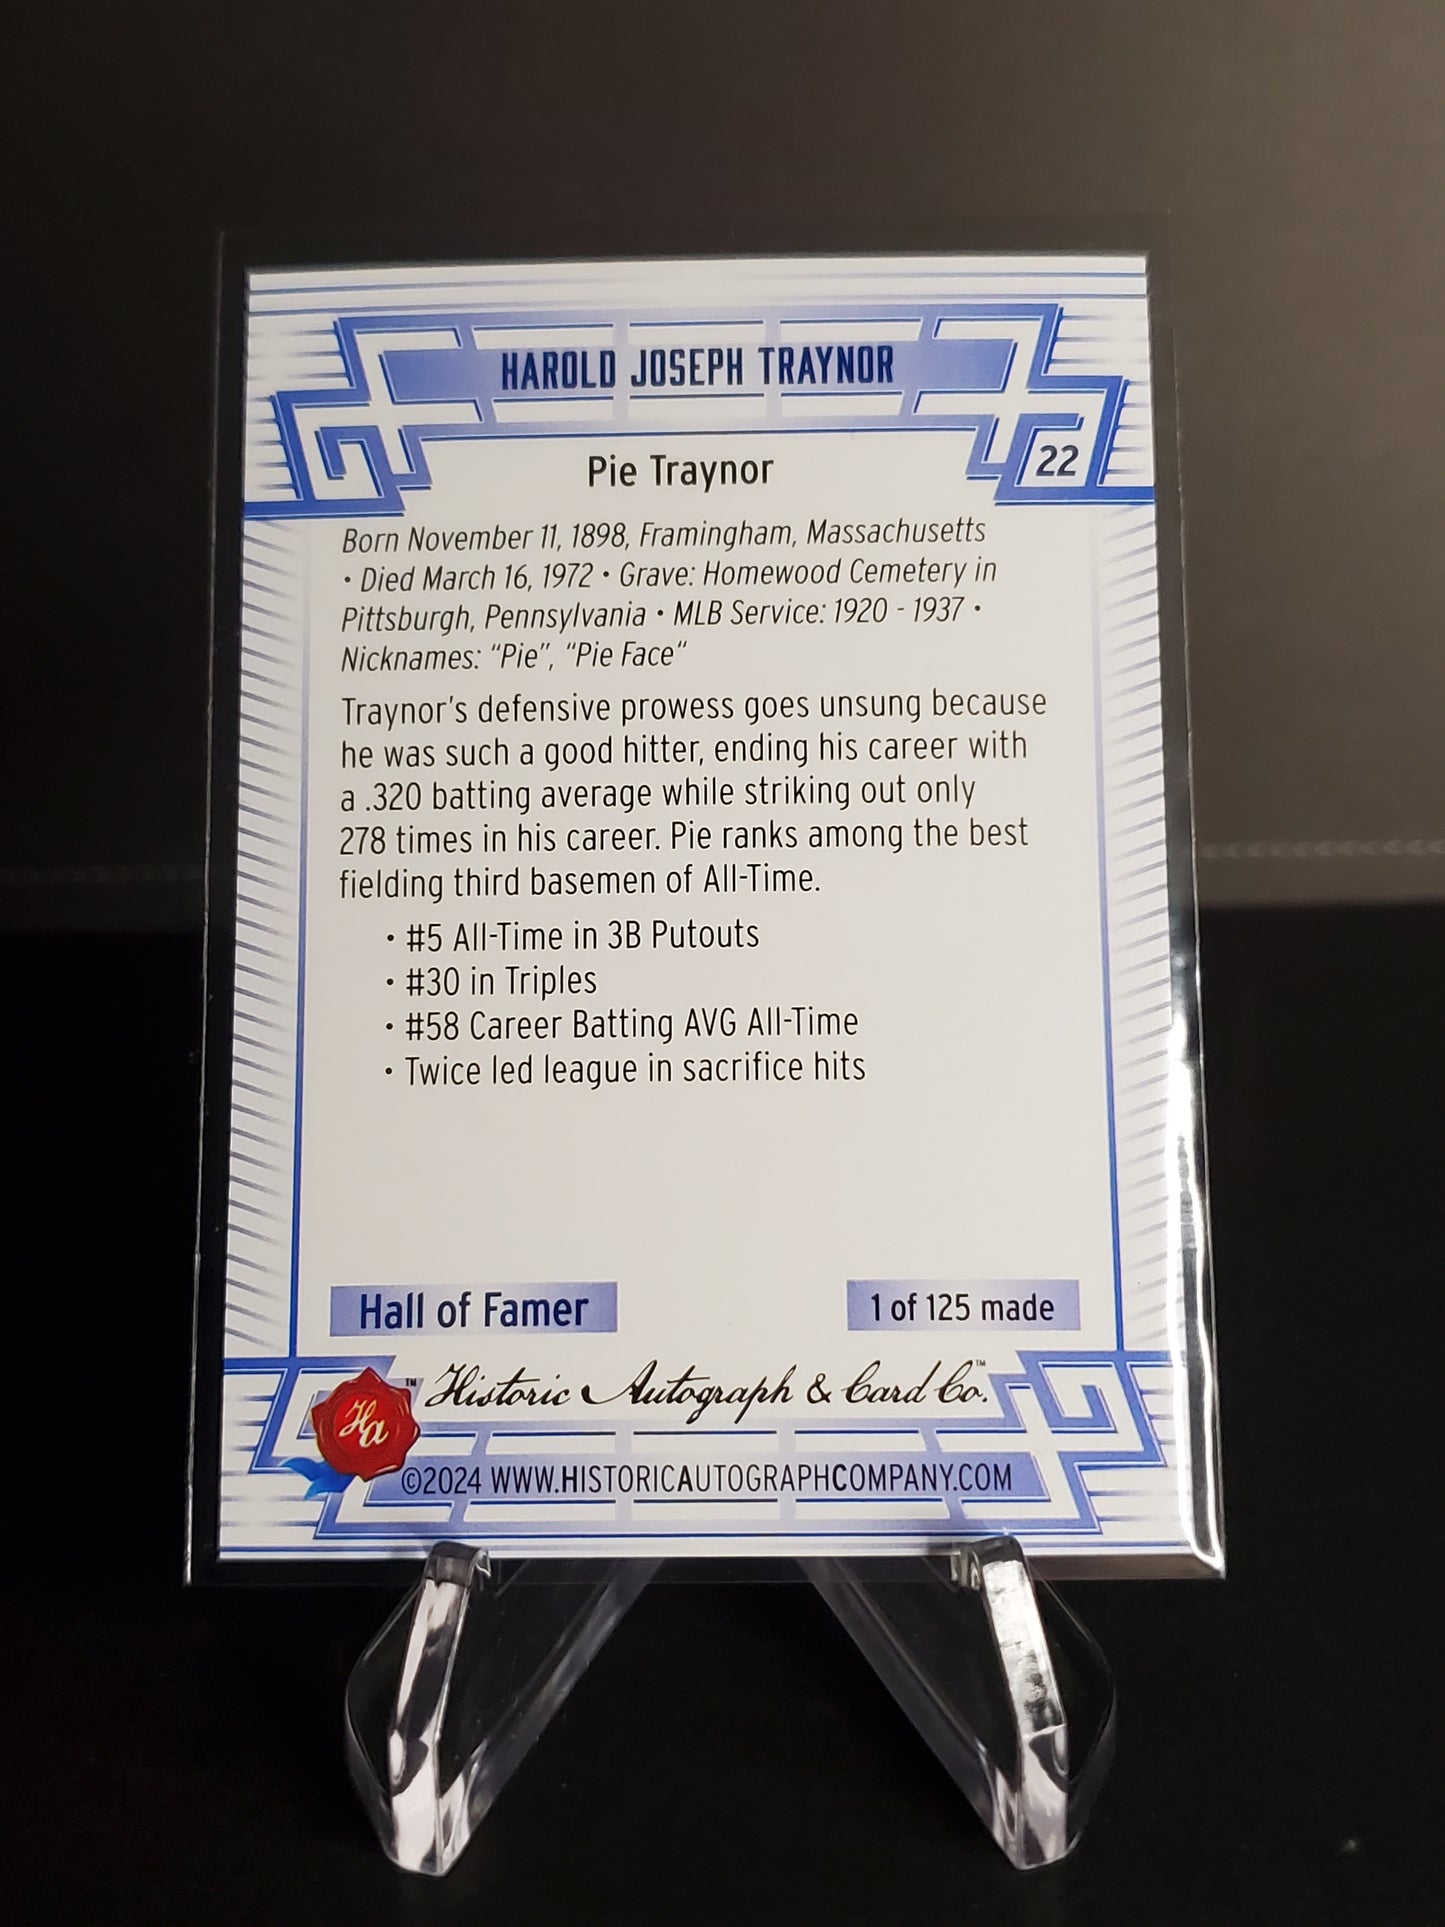 HAROLD JOSEPH TRAYNOR
Pie Traynor
22
Born November 11, 1898, Framingham, Massachusetts
• Died March 16, 1972 • Grave: Homewood Cemetery in
Pittsburgh, Pennsylvania • MLB Service: 1920 - 1937 •
Nicknames: “Pie”, “Pie Face“
Traynor's defensive prowess goes unsung because
he was such a good hitter, ending his career with
a .320 batting average while striking out only
278 times in his career. Pie ranks among the best
fielding third basemen of All-Time.
• #5 All-Time in 3B Putouts
• #30 in Triples
• #58 Career Batting AVG All-Time
• Twice led league in sacrifice hits
Hall of Famer
1 of 125 made
Ha ™ Historic Autograph & Card Co.™
©2024 WWW.HISTORICAUTOGRAPHCOMPANY.COM